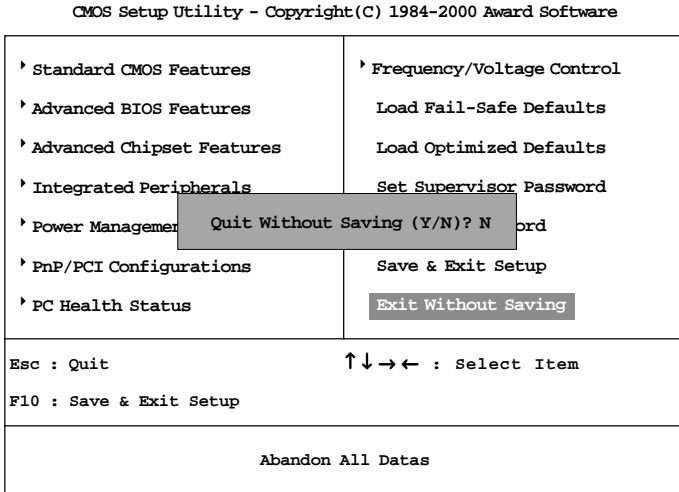 CMOS Setup Utility - Copyright(C) 1984-2000 Award Software
Standard CMOS Features
Advanced BIOS Features
Advanced Chipset Features
Integrated Peripherals
Power Managemen
PnP/PCI Configurations
PC Health Status
Frequency/Voltage Control
Load Fail-Safe Defaults
Load Optimized Defaults
Set Supervisor Password
ord
Save & Exit Setup
Exit Without Saving
Quit Without Saving (Y/N)? N
Esc : Quit
↑↓→← : Select Item
F10 : Save & Exit Setup
Abandon All Datas